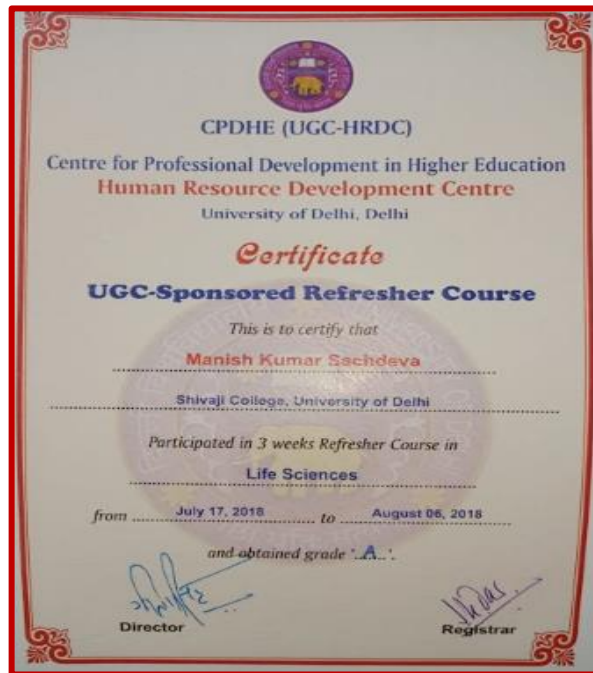 CPDHE (UGC-HRDC)
Centre for Professional Development in Higher Education
Human Resource Development Centre
University of Delhi, Delhi
Certificate
UGC-Sponsored Refresher Course
This is to certify that
Manish Kumar Sachdeva
Shivaji College, University of Delhi
Participated in 3 weeks Refresher Course in
Life Sciences
from July 17, 2018 to August 06, 2018
and obtained grade 'A'.
Director Registrar